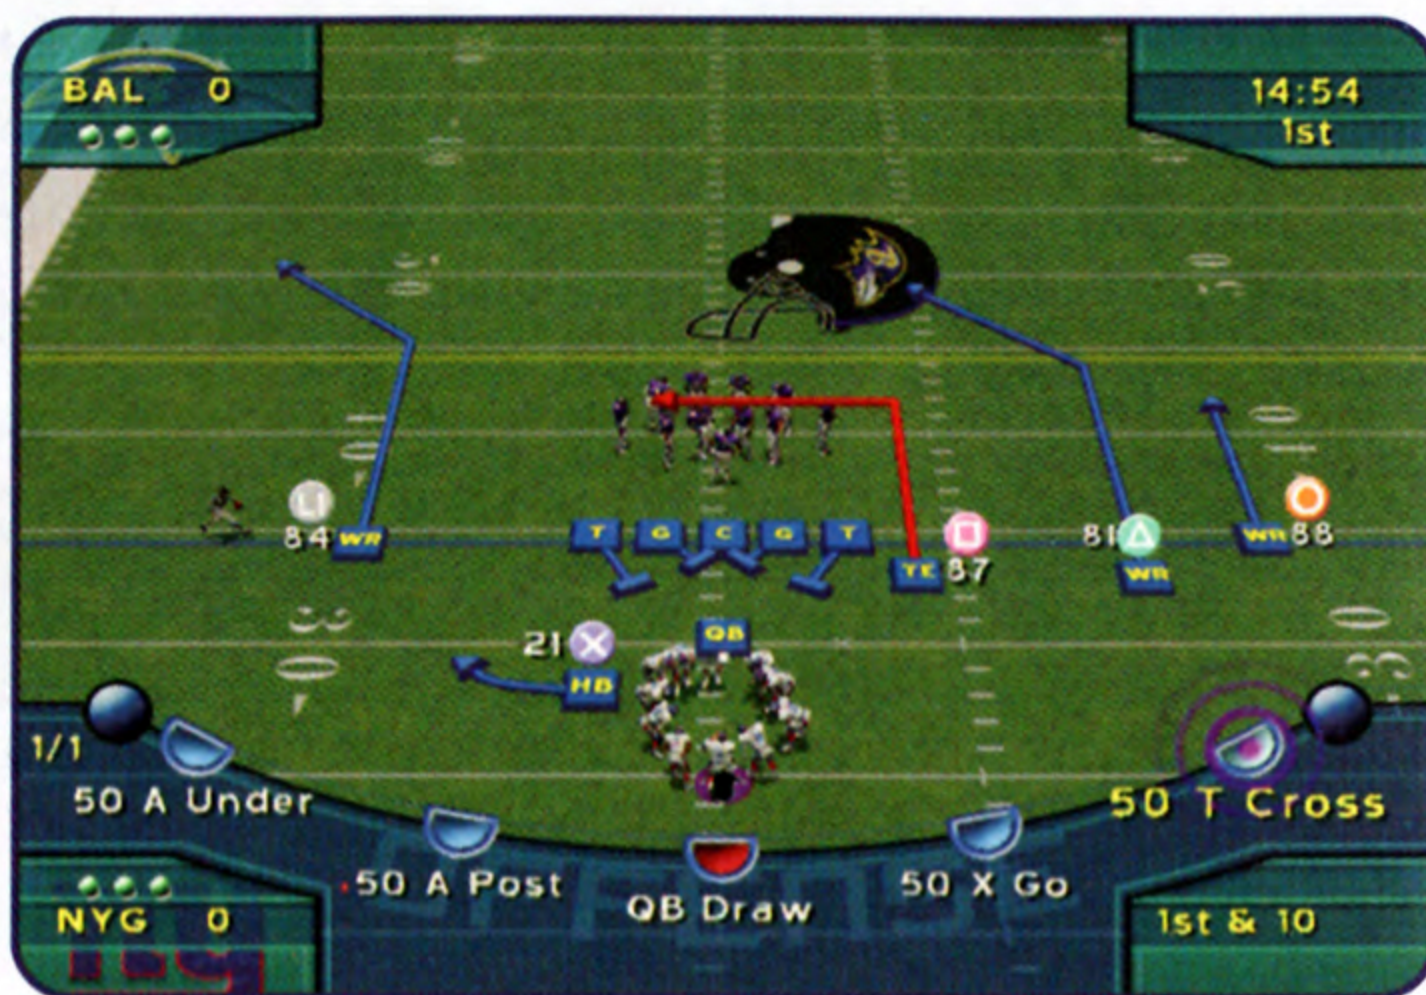 BAL 0
14:54
1st
L1
84 WR
T G C G T
TE 87
81
WR
WR 88
21
HB
QB
1/1
50 A Under
50 A Post
QB Draw
50 X Go
50 T Cross
NYG 0
1st & 10